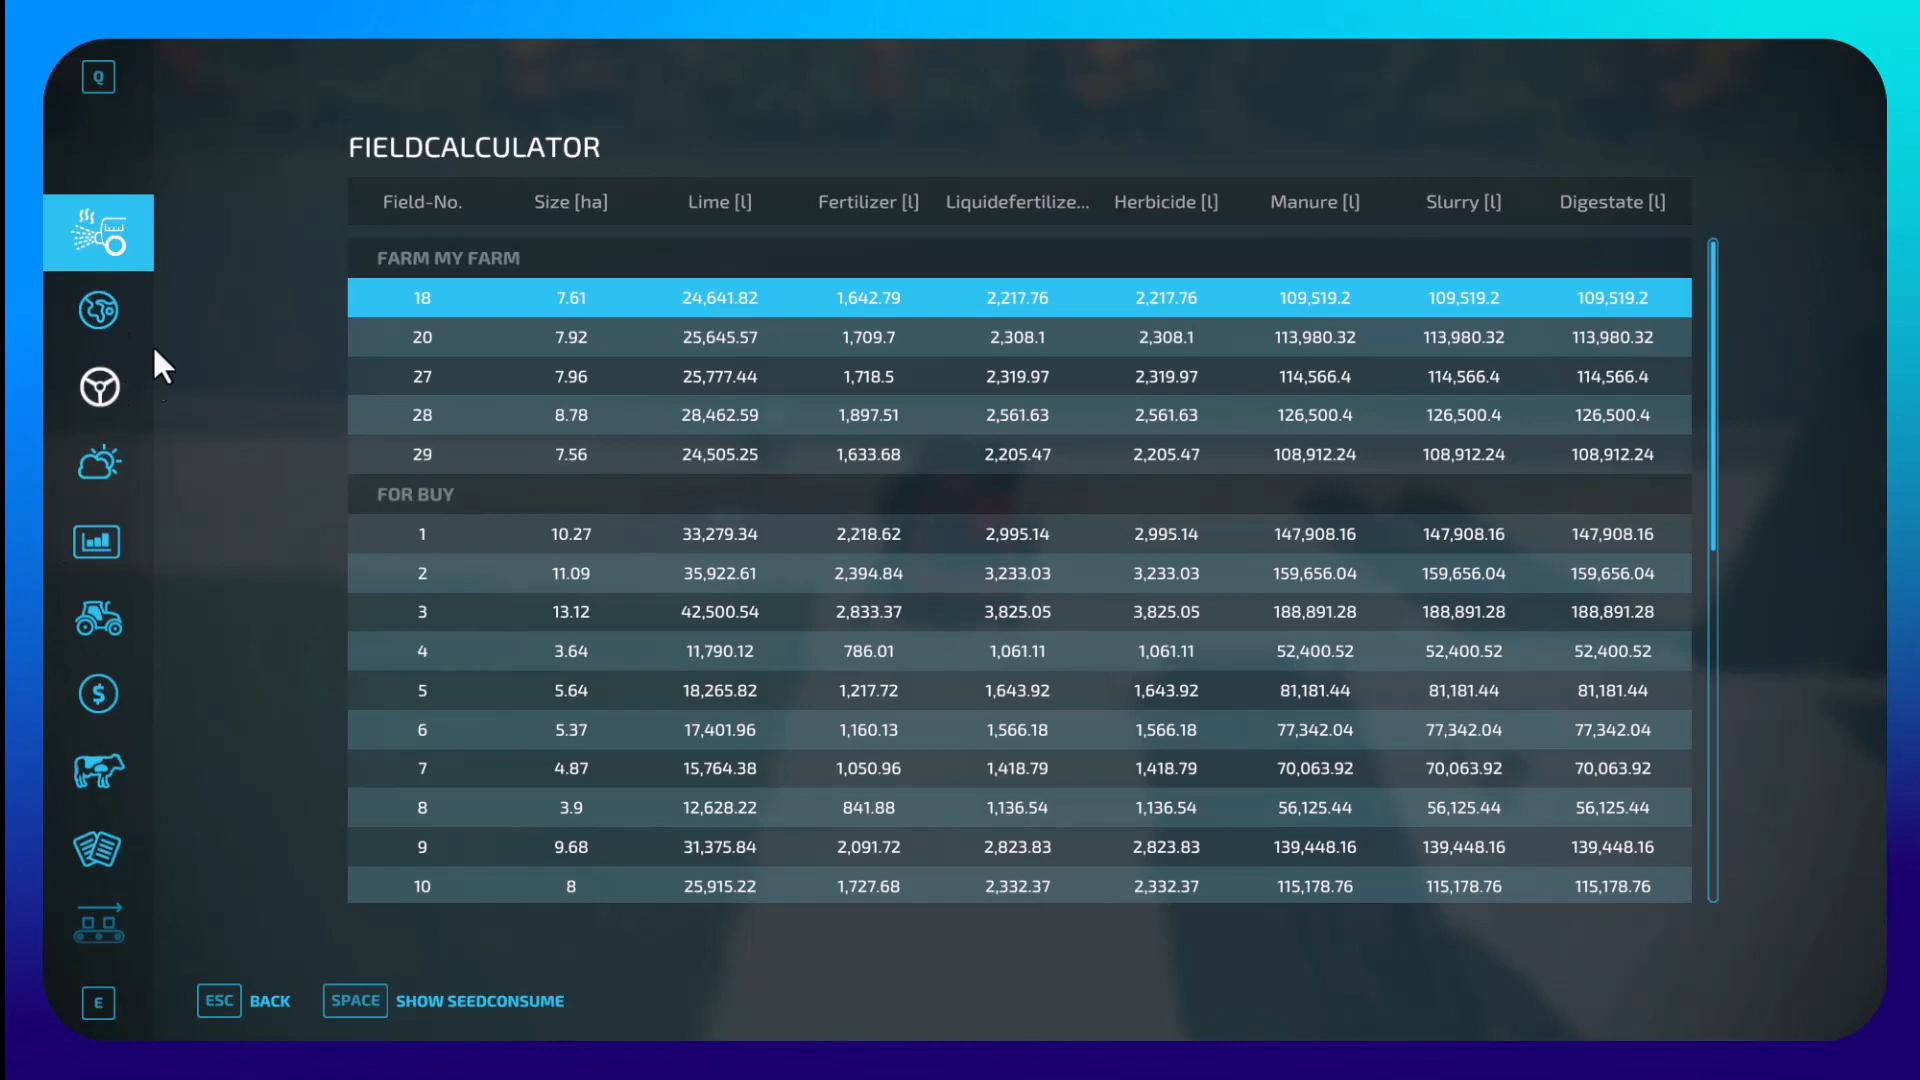 Q
FIELDCALCULATOR
Field-No. Size [ha] Lime [l] Fertilizer [l] Liquidefertilize... Herbicide [l] Manure [l] Slurry [l] Digestate [l]
FARM MY FARM
18 7.61 24,641.82 1,642.79 2,217.76 2,217.76 109,519.2 109,519.2 109,519.2
20 7.92 25,645.57 1,709.7 2,308.1 2,308.1 113,980.32 113,980.32 113,980.32
27 7.96 25,777.44 1,718.5 2,319.97 2,319.97 114,566.4 114,566.4 114,566.4
28 8.78 28,462.59 1,897.51 2,561.63 2,561.63 126,500.4 126,500.4 126,500.4
29 7.56 24,505.25 1,633.68 2,205.47 2,205.47 108,912.24 108,912.24 108,912.24
FOR BUY
1 10.27 33,279.34 2,218.62 2,995.14 2,995.14 147,908.16 147,908.16 147,908.16
2 11.09 35,922.61 2,394.84 3,233.03 3,233.03 159,656.04 159,656.04 159,656.04
3 13.12 42,500.54 2,833.37 3,825.05 3,825.05 188,891.28 188,891.28 188,891.28
4 3.64 11,790.12 786.01 1,061.11 1,061.11 52,400.52 52,400.52 52,400.52
5 5.64 18,265.82 1,217.72 1,643.92 1,643.92 81,181.44 81,181.44 81,181.44
6 5.37 17,401.96 1,160.13 1,566.18 1,566.18 77,342.04 77,342.04 77,342.04
7 4.87 15,764.38 1,050.96 1,418.79 1,418.79 70,063.92 70,063.92 70,063.92
8 3.9 12,628.22 841.88 1,136.54 1,136.54 56,125.44 56,125.44 56,125.44
9 9.68 31,375.84 2,091.72 2,823.83 2,823.83 139,448.16 139,448.16 139,448.16
10 8 25,915.22 1,727.68 2,332.37 2,332.37 115,178.76 115,178.76 115,178.76
E
ESC BACK SPACE SHOW SEEDCONSUME